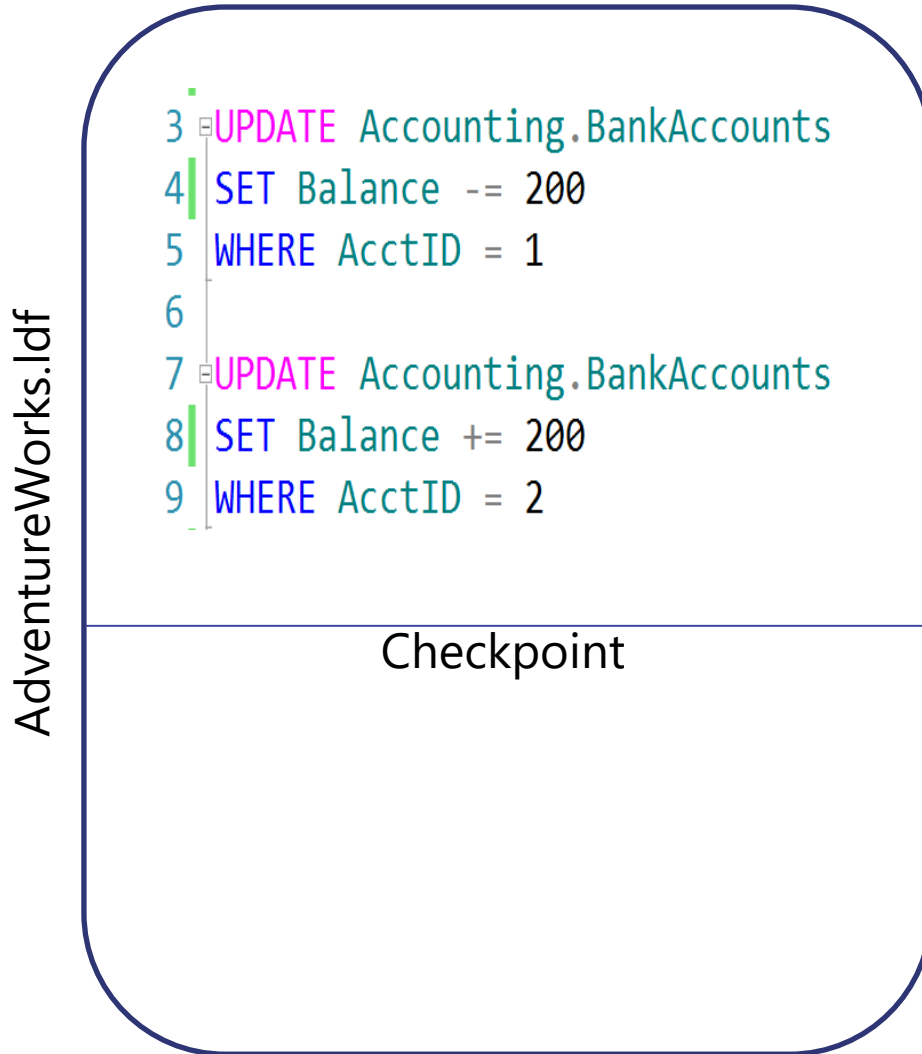 AdventureWorks.ldf
3 UPDATE Accounting.BankAccounts
4 SET Balance -= 200
5 WHERE AcctID = 1
6
7 UPDATE Accounting.BankAccounts
8 SET Balance += 200
9 WHERE AcctID = 2
Checkpoint